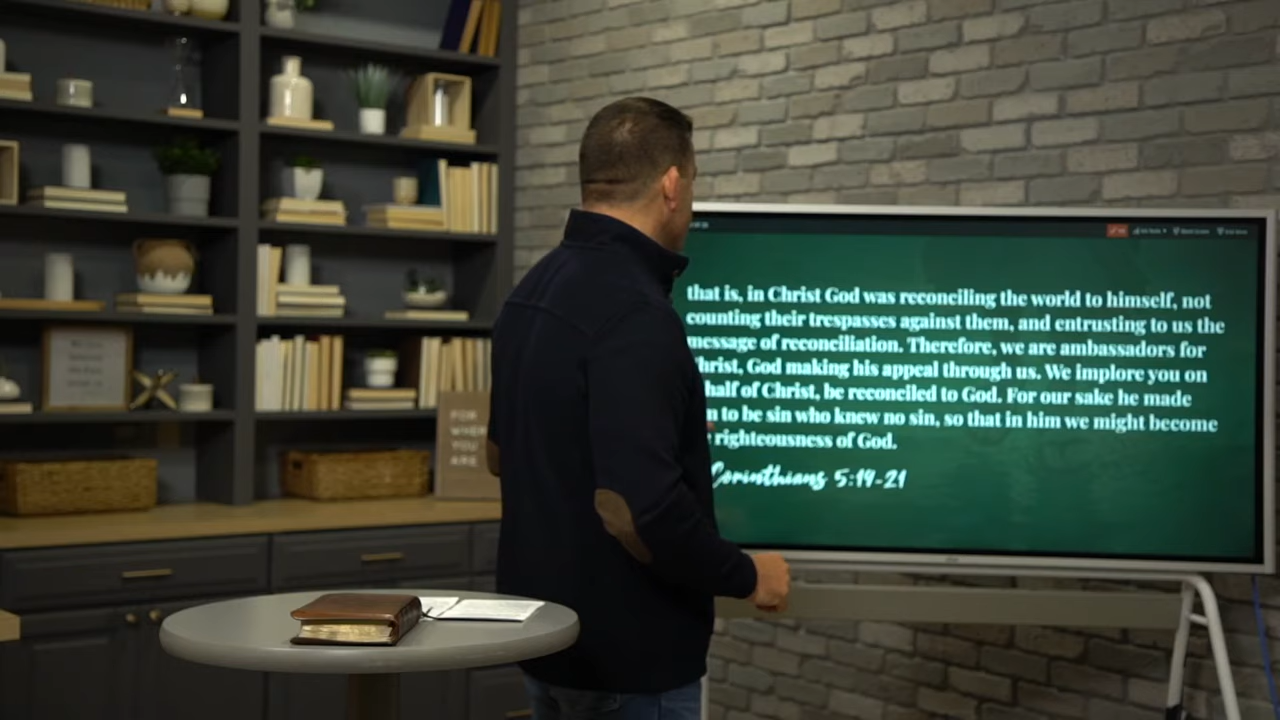 that is, in Christ God was reconciling the world to himself, not
counting their trespasses against them, and entrusting to us the
message of reconciliation. Therefore, we are ambassadors for
hrist, God making his appeal through us. We implore you on
half of Christ, be reconciled to God. For our sake he made
to be sin who knew no sin, so that in him we might become
righteousness of God.
Corinthians 5:19-21
FOR
WHER
YOU
ARE